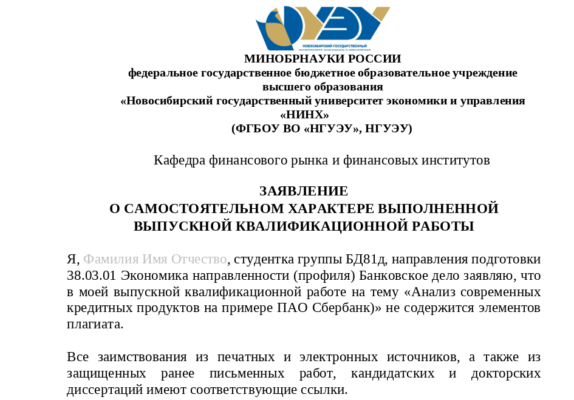 НГУЭУ
НОВОСИБИРСКИЙ ГОСУДАРСТВЕННЫЙ
МИНОБРНАУКИ РОССИИ
федеральное государственное бюджетное образовательное учреждение
высшего образования
«Новосибирский государственный университет экономики и управления
«НИНХ»
(ФГБОУ ВО «НГУЭУ», НГУЭУ)
Кафедра финансового рынка и финансовых институтов
ЗАЯВЛЕНИЕ
О САМОСТОЯТЕЛЬНОМ ХАРАКТЕРЕ ВЫПОЛНЕННОЙ
ВЫПУСКНОЙ КВАЛИФИКАЦИОННОЙ РАБОТЫ
Я, Фамилия Имя Отчество, студентка группы БД81д, направления подготовки
38.03.01 Экономика направленности (профиля) Банковское дело заявляю, что
в моей выпускной квалификационной работе на тему «Анализ современных
кредитных продуктов на примере ПАО Сбербанк)» не содержится элементов
плагиата.
Все заимствования из печатных и электронных источников, а также из
защищенных ранее письменных работ, кандидатских и докторских
диссертаций имеют соответствующие ссылки.